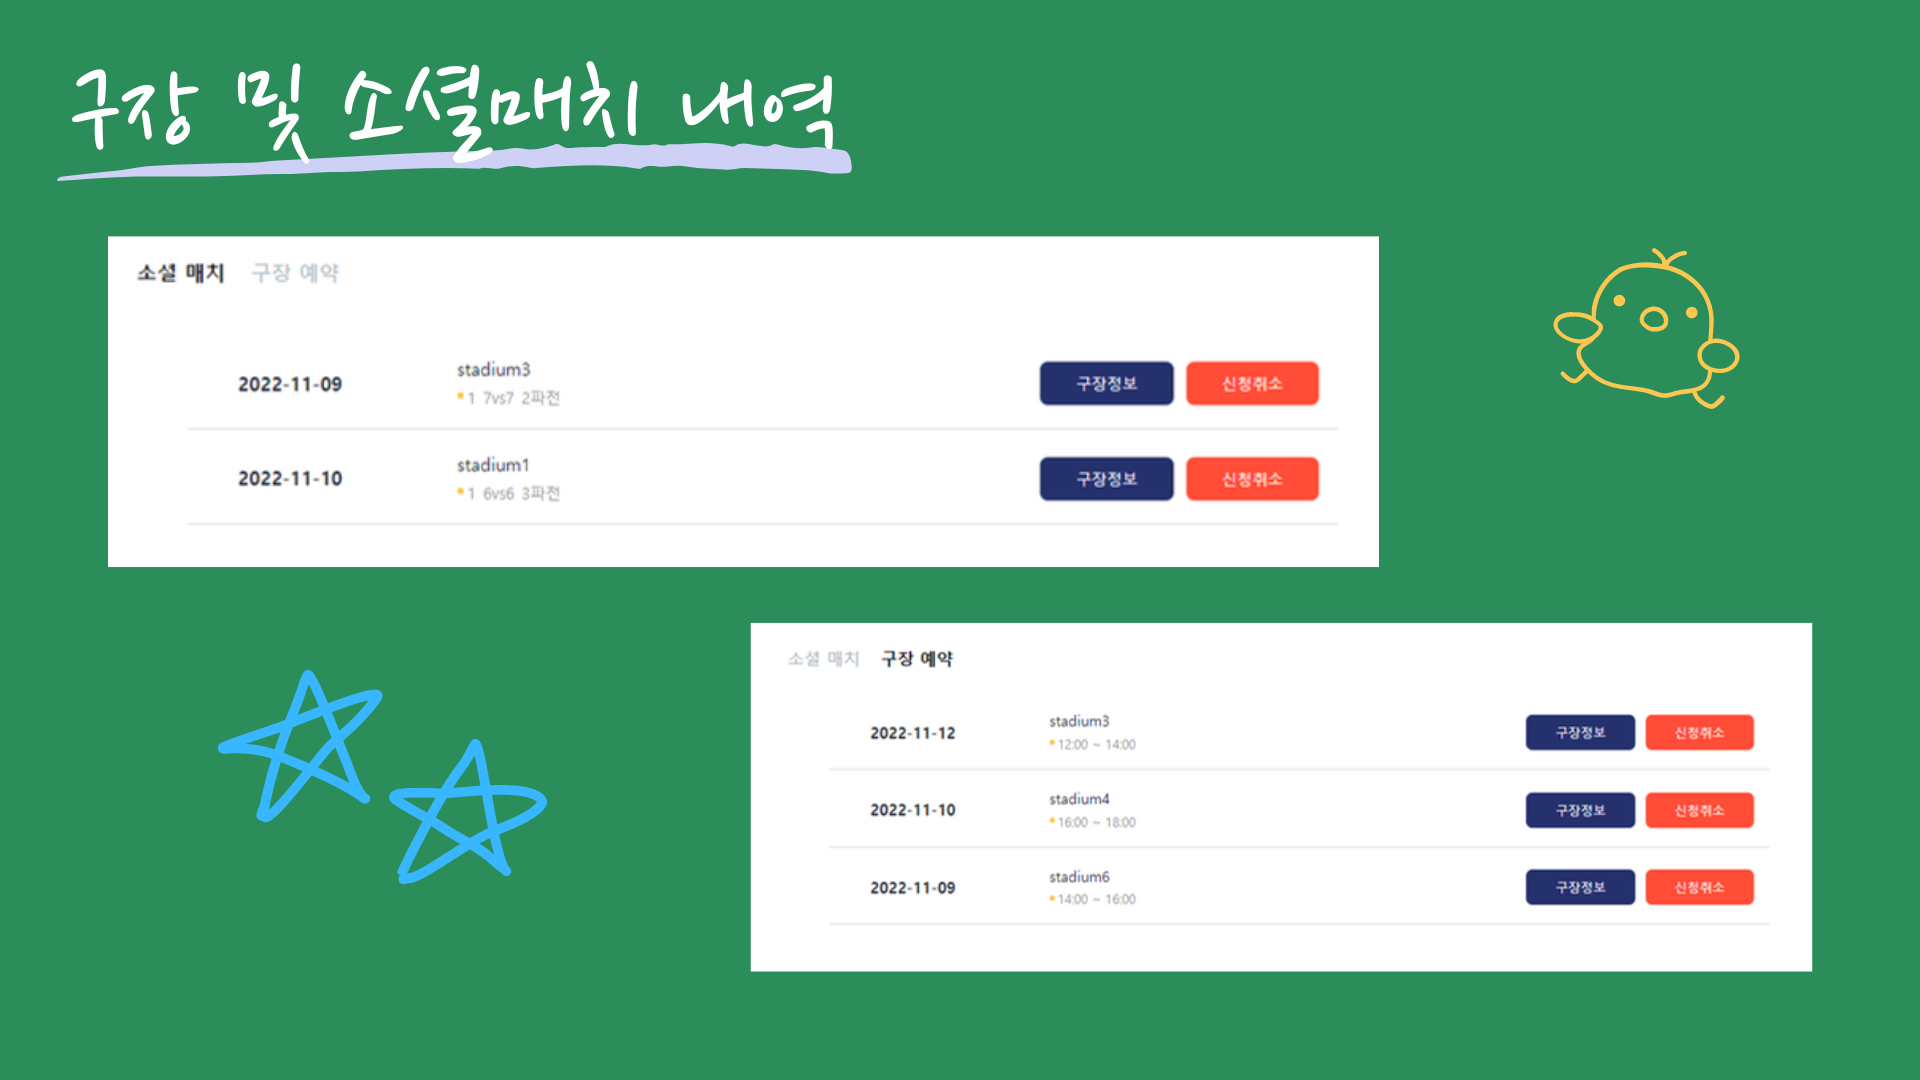 구장 및 소셜매치 내역
소셜 매치 구장 예약
2022-11-09
stadium3
1 7vs7 2파전
구장정보 신청취소
2022-11-10
stadium1
1 6vs6 3파전
구장정보 신청취소
소셜 매치 구장 예약
2022-11-12
stadium3
12:00 ~ 14:00
구장정보 신청취소
2022-11-10
stadium4
16:00 ~ 18:00
구장정보 신청취소
2022-11-09
stadium6
14:00 ~ 16:00
구장정보 신청취소